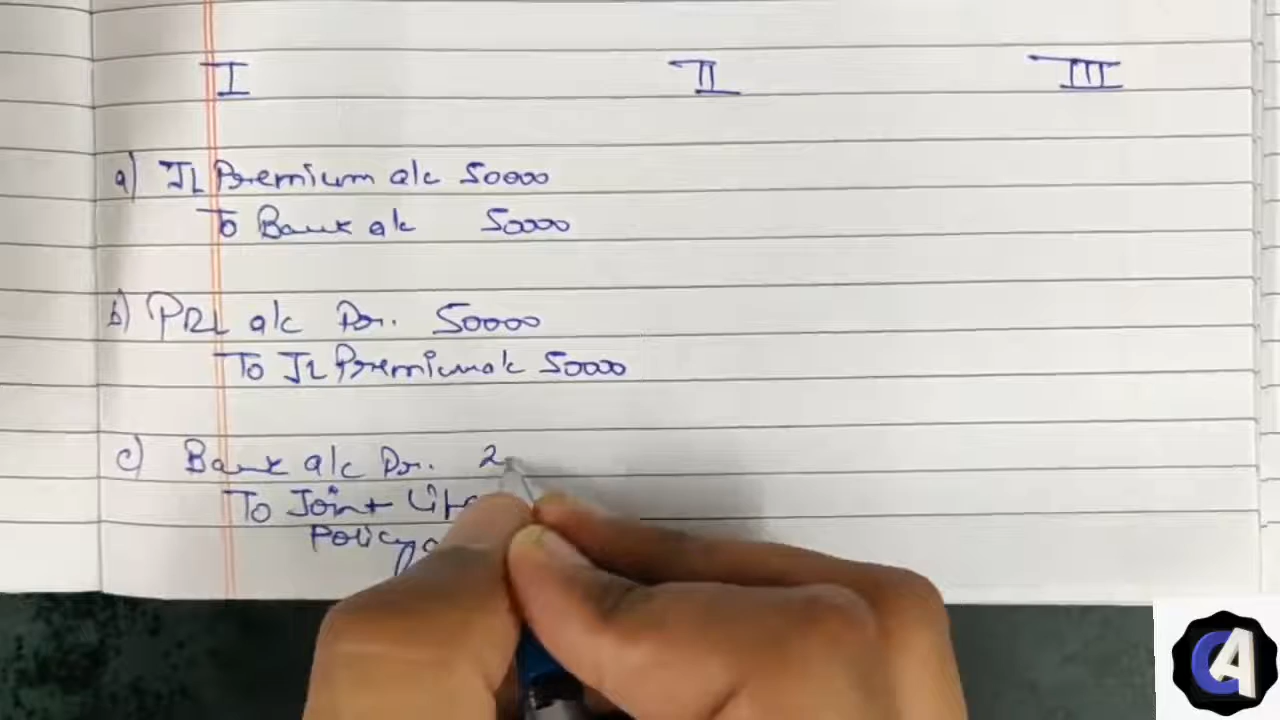 I II III
a) JL Premium a/c 50000
To Bank a/c 50000
b) P&L a/c Dr. 50000
To JL Premium a/c 50000
c) Bank a/c Dr. 2
To Joint Life
Policy a
CA